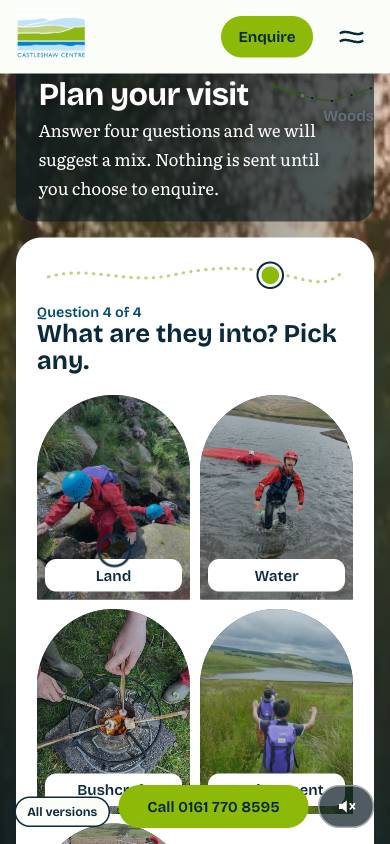 CASTLESHAW CENTRE
Enquire
Plan your visit
Woods
Answer four questions and we will
suggest a mix. Nothing is sent until
you choose to enquire.
Question 4 of 4
What are they into? Pick
any.
Land
Water
All versions
Call 0161 770 8595